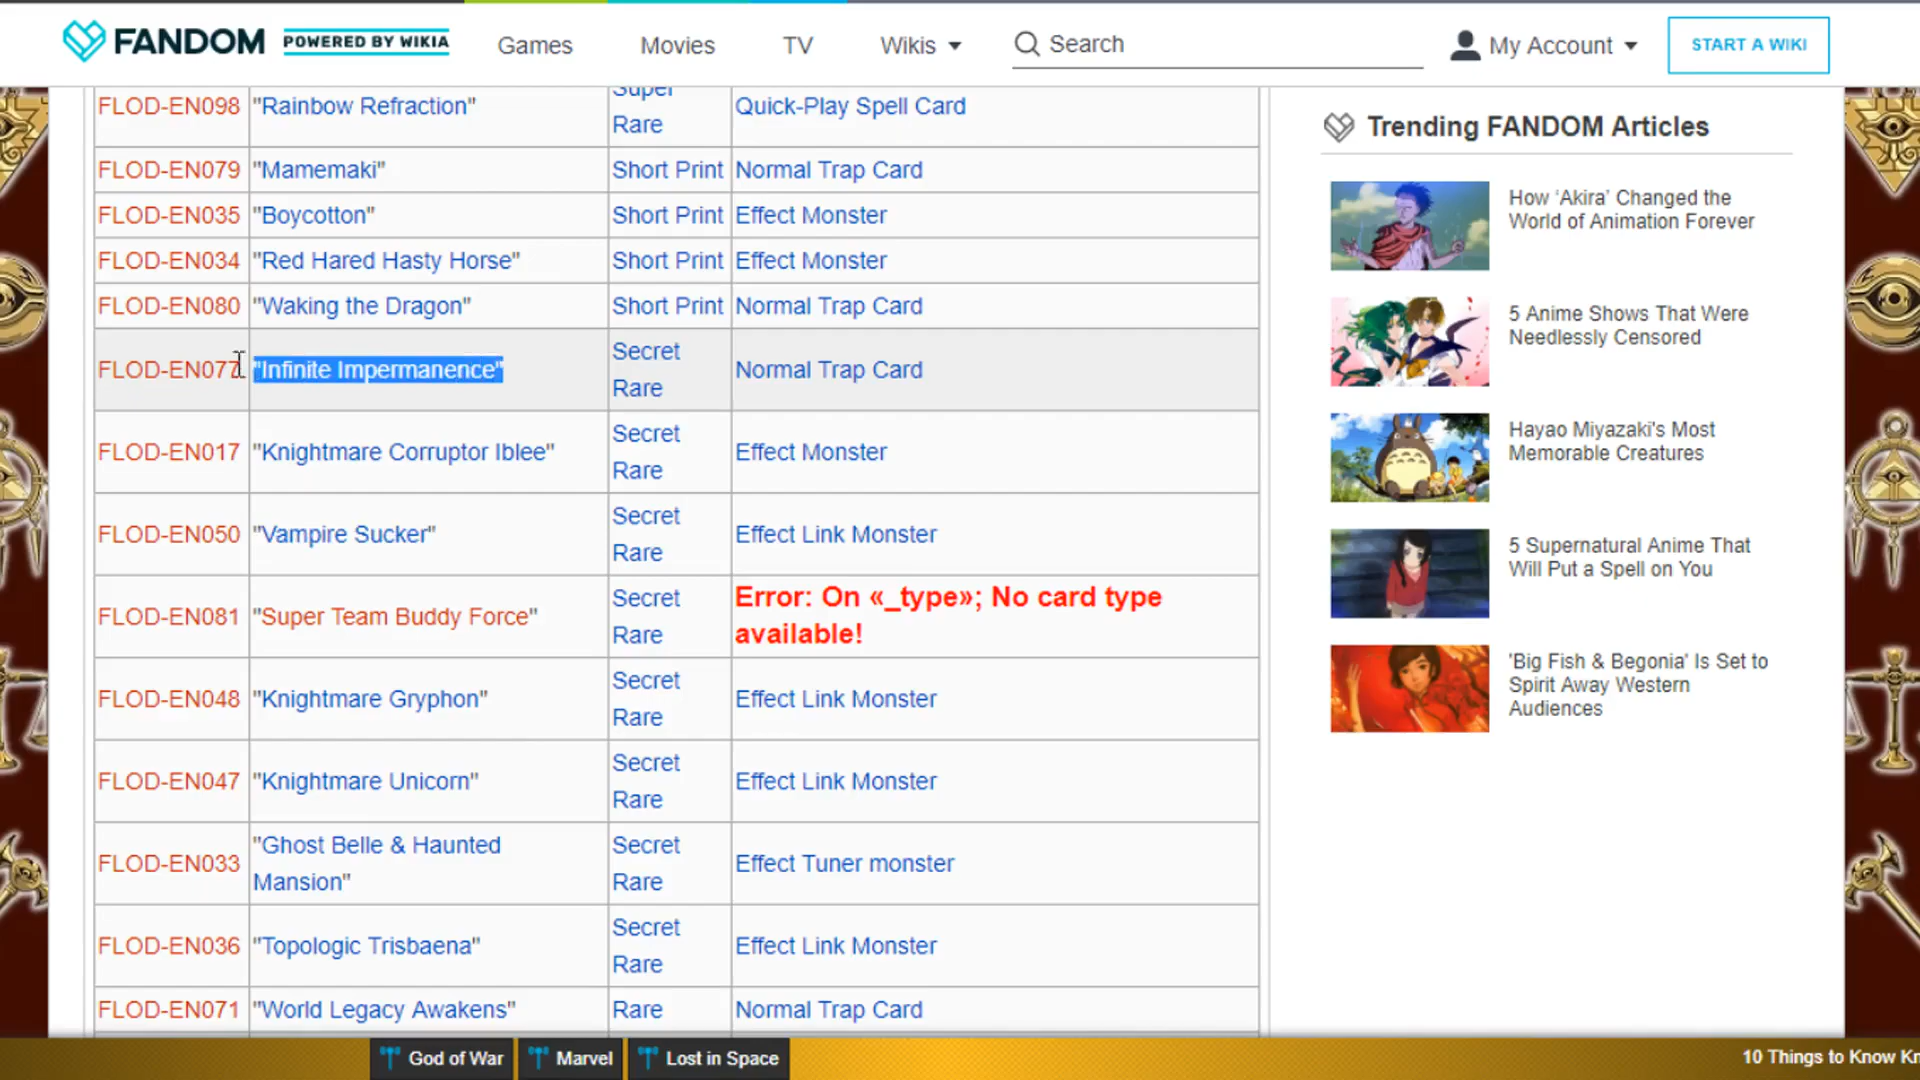 FANDOM POWERED BY WIKIA Games Movies TV Wikis Search My Account START A WIKI
FLOD-EN098 "Rainbow Refraction" Super Rare Quick-Play Spell Card
FLOD-EN079 "Mamemaki" Short Print Normal Trap Card
FLOD-EN035 "Boycotton" Short Print Effect Monster
FLOD-EN034 "Red Hared Hasty Horse" Short Print Effect Monster
FLOD-EN080 "Waking the Dragon" Short Print Normal Trap Card
FLOD-EN077 "Infinite Impermanence" Secret Rare Normal Trap Card
FLOD-EN017 "Knightmare Corruptor Iblee" Secret Rare Effect Monster
FLOD-EN050 "Vampire Sucker" Secret Rare Effect Link Monster
FLOD-EN081 "Super Team Buddy Force" Secret Rare Error: On «_type»; No card type available!
FLOD-EN048 "Knightmare Gryphon" Secret Rare Effect Link Monster
FLOD-EN047 "Knightmare Unicorn" Secret Rare Effect Link Monster
FLOD-EN033 "Ghost Belle & Haunted Mansion" Secret Rare Effect Tuner monster
FLOD-EN036 "Topologic Trisbaena" Secret Rare Effect Link Monster
FLOD-EN071 "World Legacy Awakens" Rare Normal Trap Card
Trending FANDOM Articles
How ‘Akira’ Changed the
World of Animation Forever
5 Anime Shows That Were
Needlessly Censored
Hayao Miyazaki's Most
Memorable Creatures
5 Supernatural Anime That
Will Put a Spell on You
'Big Fish & Begonia' Is Set to
Spirit Away Western
Audiences
God of War Marvel Lost in Space 10 Things to Know Kn